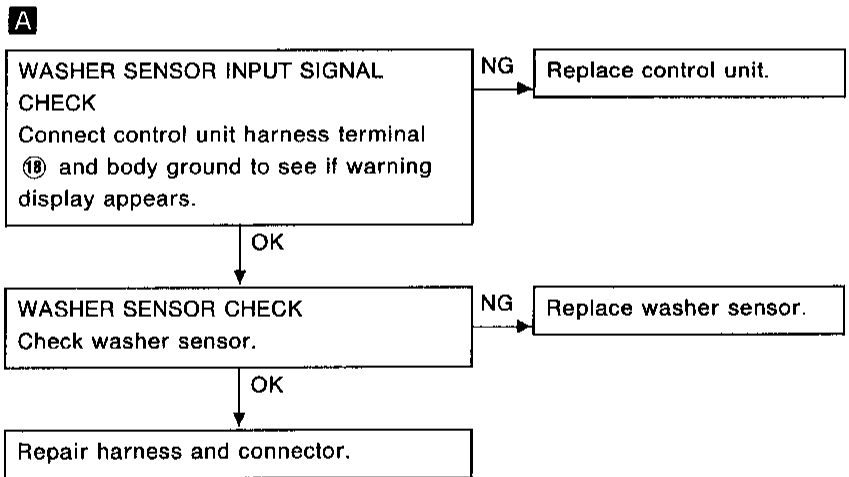 A
WASHER SENSOR INPUT SIGNAL
CHECK
Connect control unit harness terminal
⑱ and body ground to see if warning
display appears.
NG
Replace control unit.
OK
WASHER SENSOR CHECK
Check washer sensor.
NG
Replace washer sensor.
OK
Repair harness and connector.